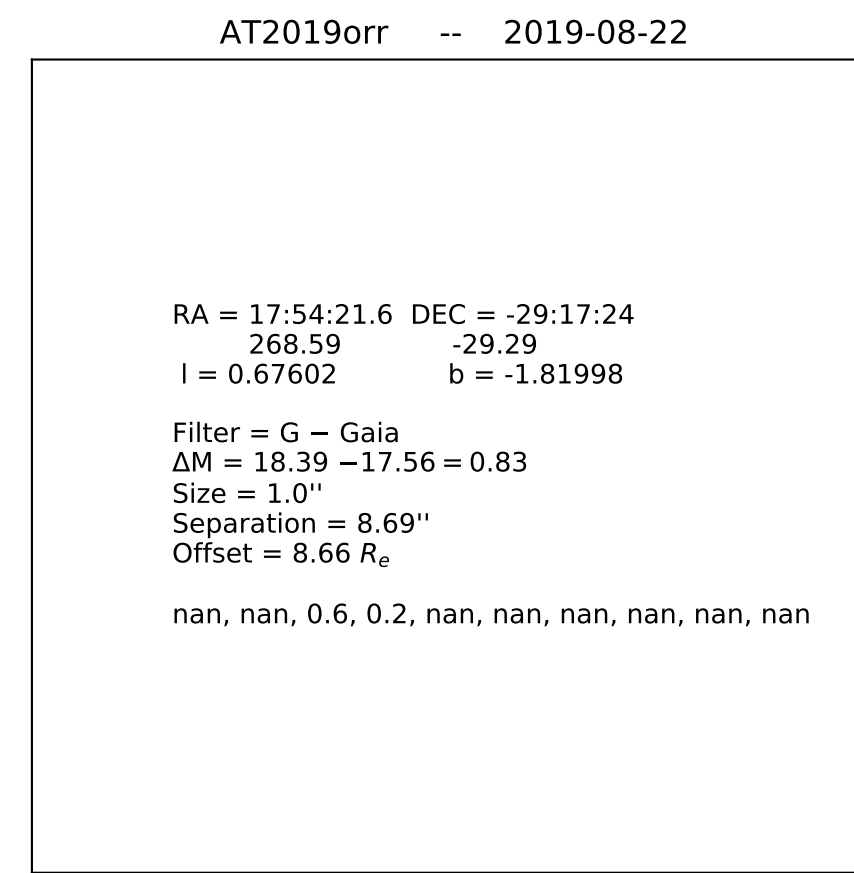 AT2019orr -- 2019-08-22
RA = 17:54:21.6 DEC = -29:17:24
268.59 -29.29
l = 0.67602 b = -1.81998
Filter = G − Gaia
ΔM = 18.39 −17.56 = 0.83
Size = 1.0''
Separation = 8.69''
Offset = 8.66 Re
nan, nan, 0.6, 0.2, nan, nan, nan, nan, nan, nan